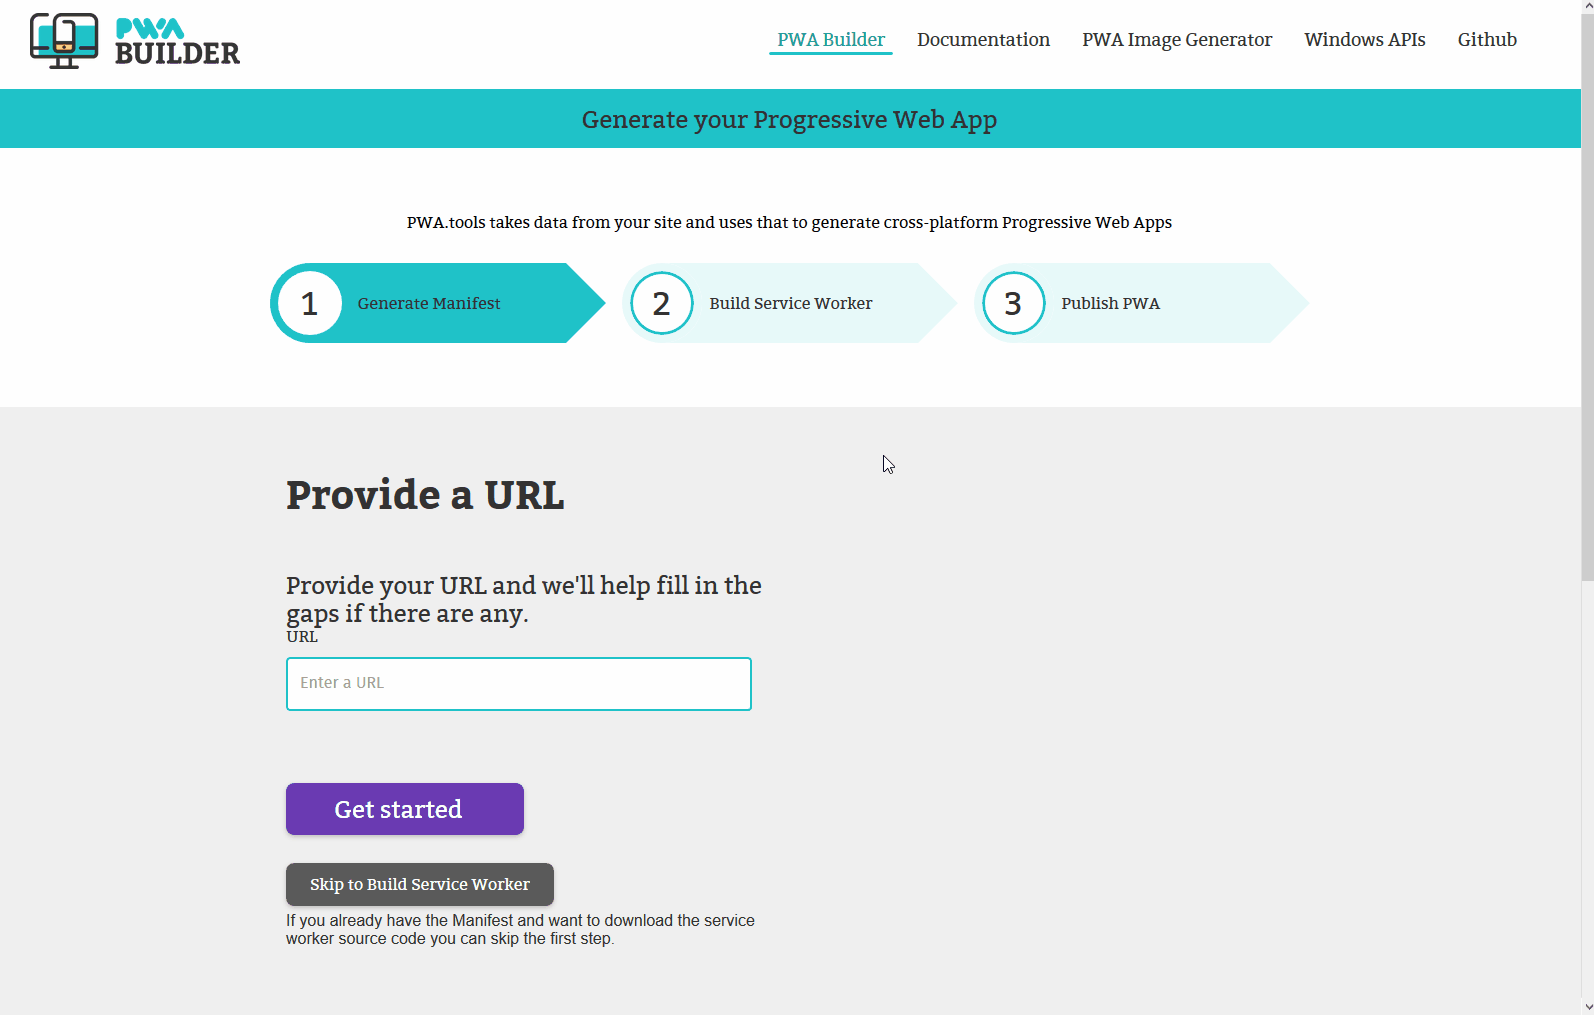 PWA
BUILDER
PWA Builder
Documentation
PWA Image Generator
Windows APIs
Github
Generate your Progressive Web App
PWA.tools takes data from your site and uses that to generate cross-platform Progressive Web Apps
1 Generate Manifest
2 Build Service Worker
3 Publish PWA
Provide a URL
Provide your URL and we'll help fill in the
gaps if there are any.
URL
Enter a URL
Get started
Skip to Build Service Worker
If you already have the Manifest and want to download the service
worker source code you can skip the first step.